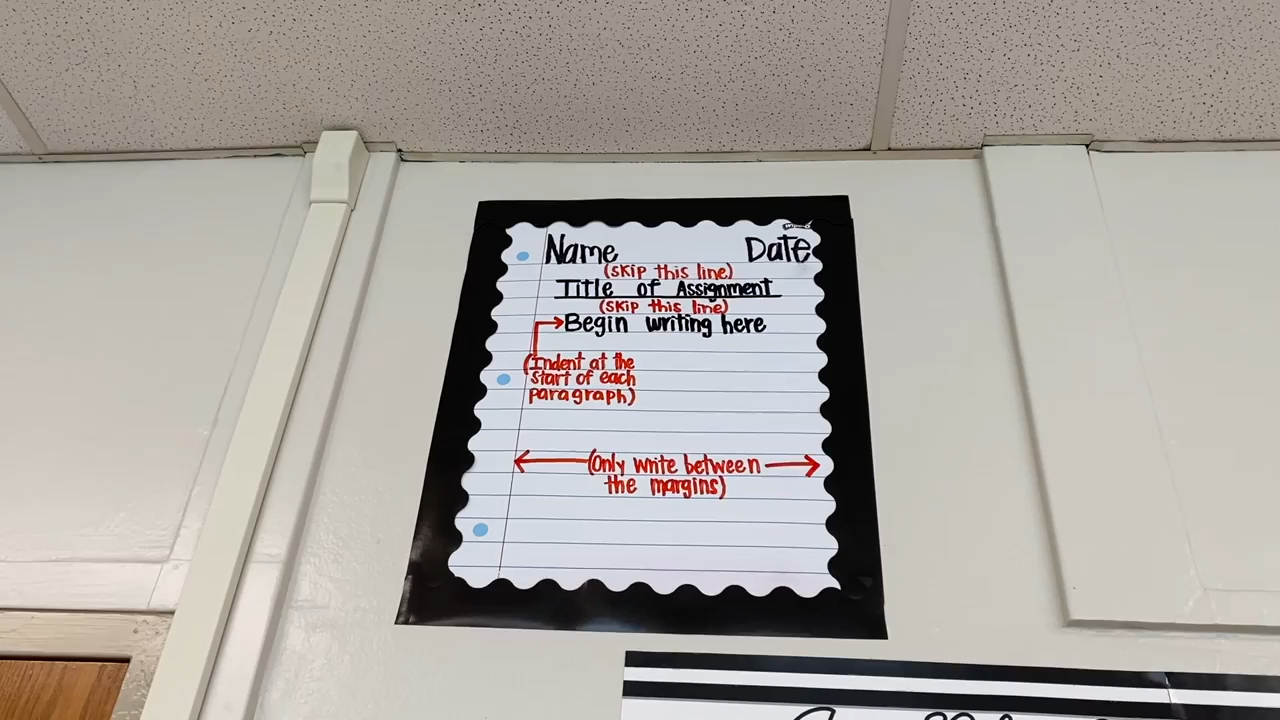 Name Date
(skip this line)
Title of Assignment
(skip this line)
Begin writing here
(Indent at the
start of each
paragraph)
(Only write between
the margins)